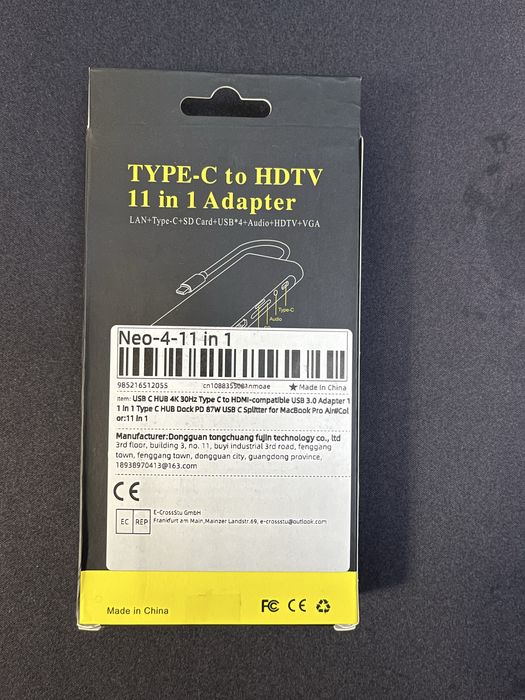 TYPE-C to HDTV
11 in 1 Adapter
LAN+Type-C+SD Card+USB*4+Audio+HDTV+VGA
Type-C
Audio
Neo-4-11 in 1
985216512055
★ Made In China
Item: USB C HUB 4K 30Hz Type C to HDMI-compatible USB 3.0 Adapter 1
1 in 1 Type C HUB Dock PD 87W USB C Splitter for MacBook Pro Air#Col
or:11 in 1
Manufacturer:Dongguan tongchuang fujin technology co., ltd
3rd floor, building 3, no. 11, buyi industrial 3rd road, fenggang
town, fenggang town, dongguan city, guangdong province,
18938970413@163.com
CE
EC REP
E-CrossStu GmbH
Frankfurt am Main,Mainzer Landstr.69, e-crossstu@outlook.com
Made in China
FC CE